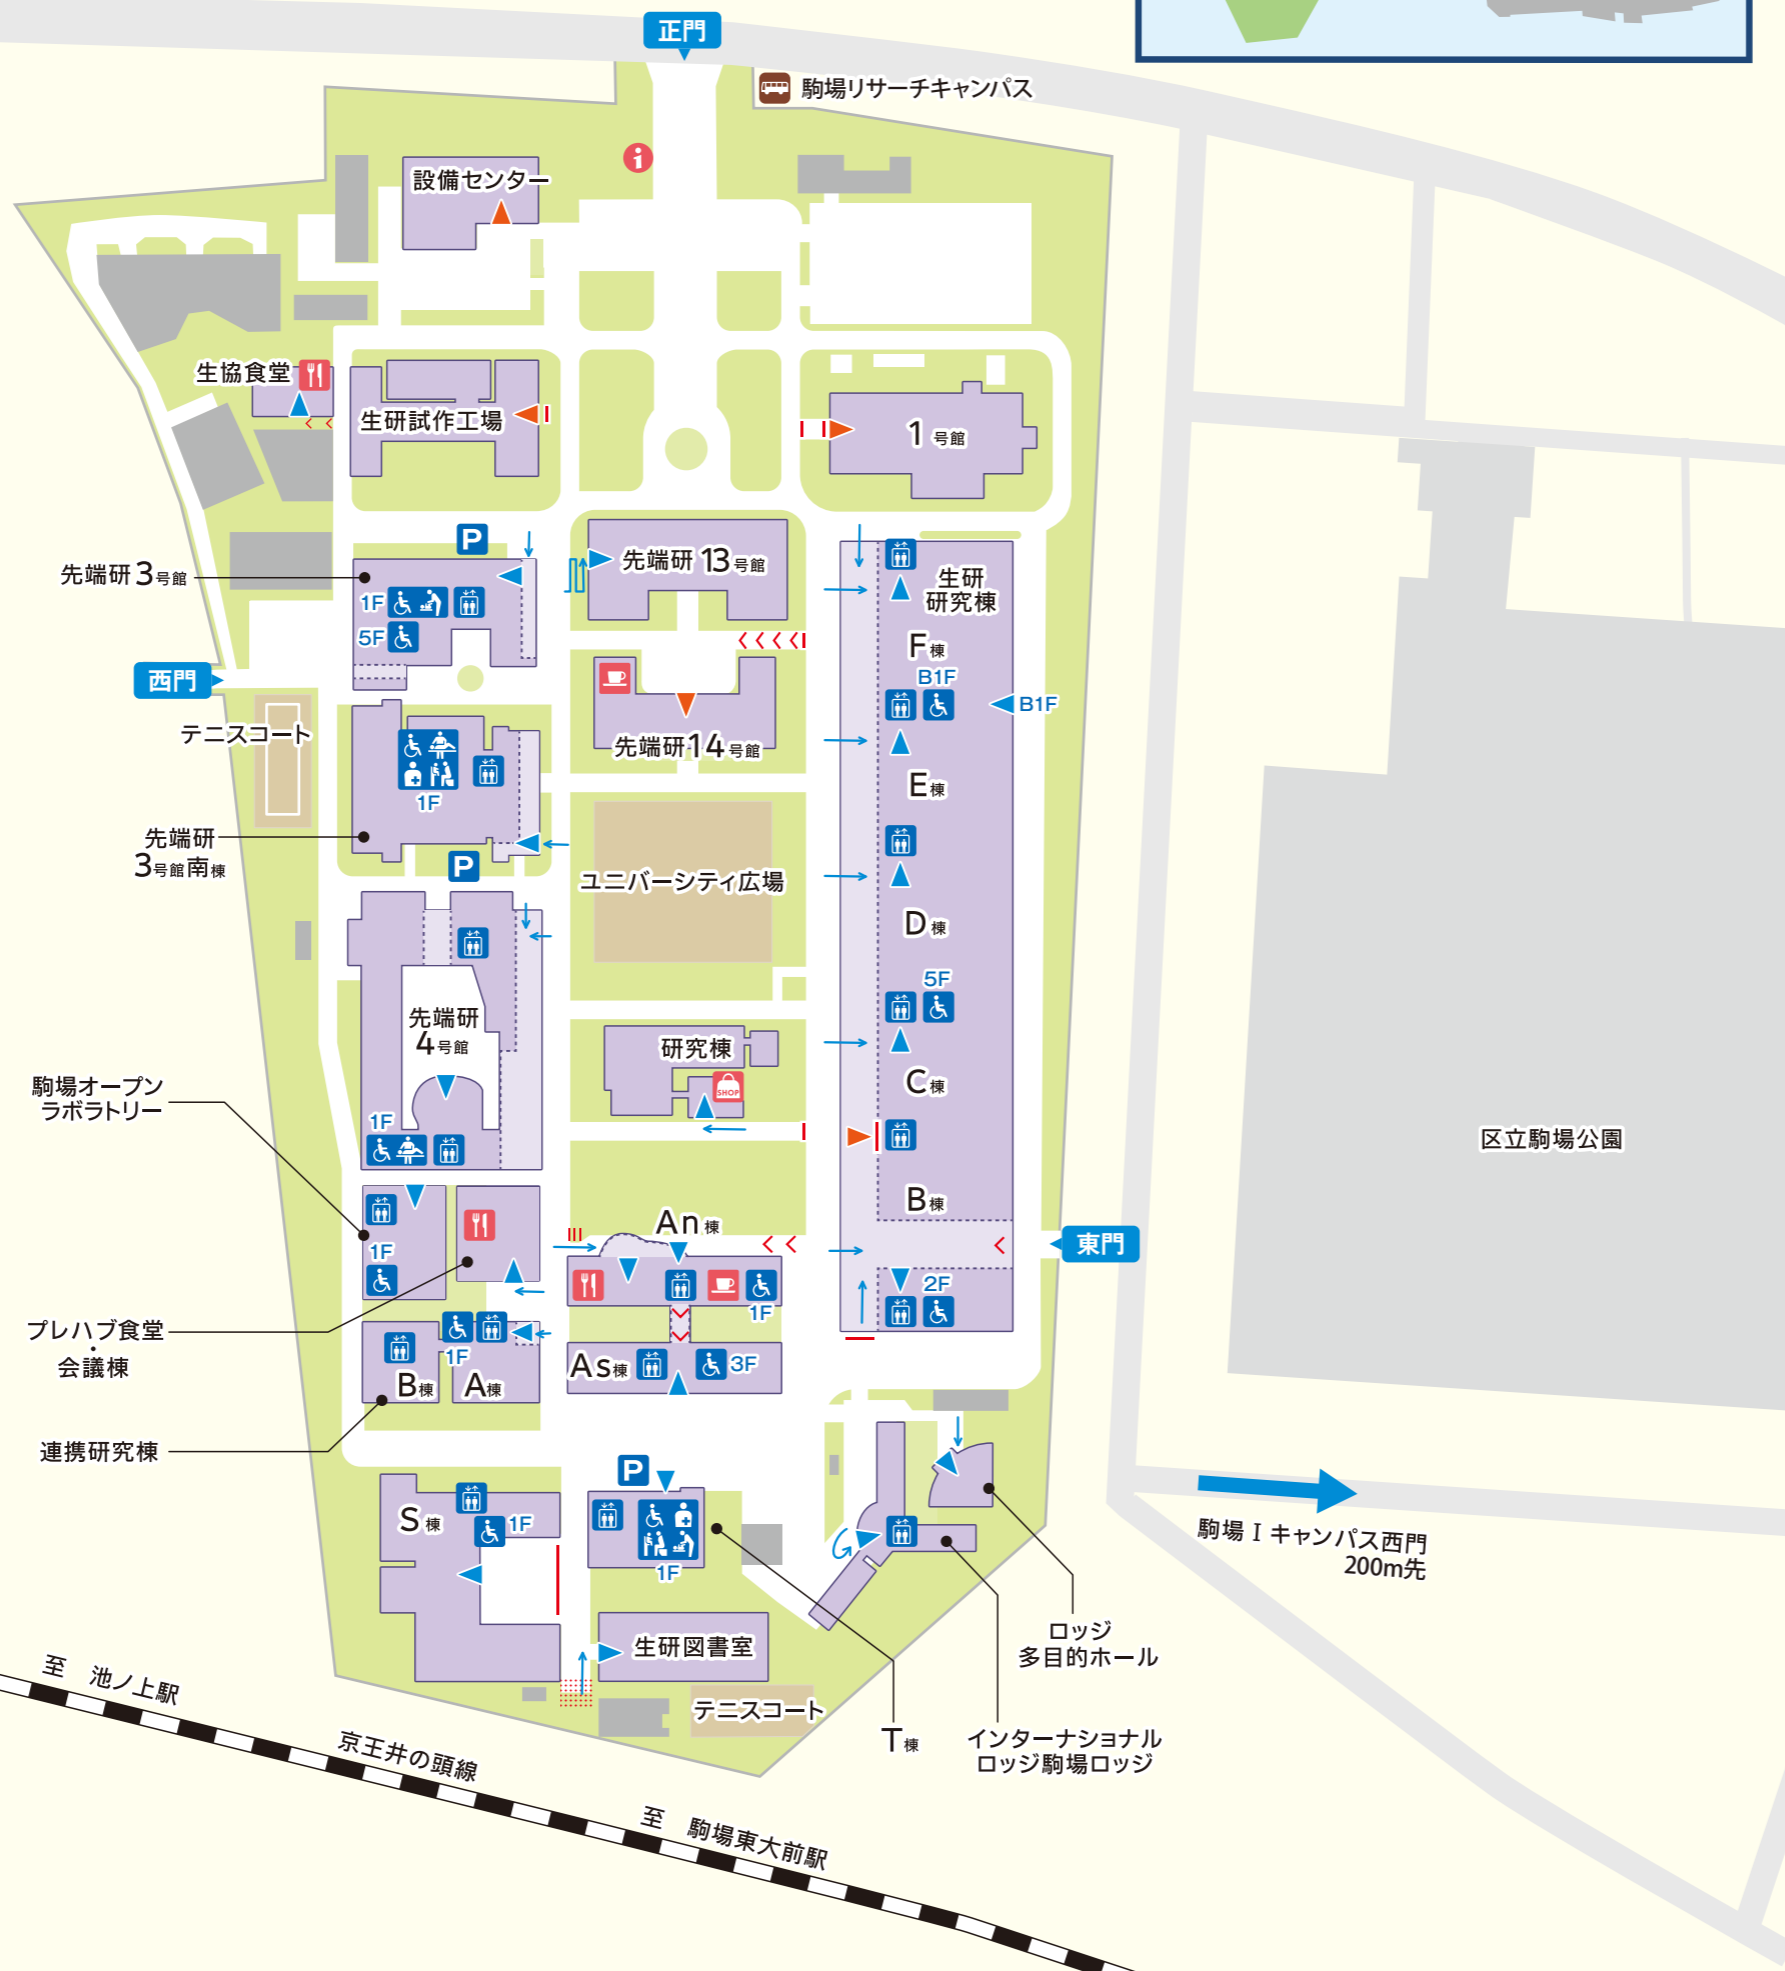 正門
駒場リサーチキャンパス
設備センター
生協食堂
生研試作工場
1号館
P
先端研3号館
1F
5F
先端研13号館
生研
研究棟
F棟
B1F
B1F
西門
テニスコート
先端研14号館
E棟
1F
先端研
3号館南棟
P
ユニバーシティ広場
D棟
5F
先端研
4号館
研究棟
SHOP
C棟
駒場オープン
ラボラトリー
1F
区立駒場公園
B棟
An棟
東門
1F
2F
1F
プレハブ食堂
・
会議棟
1F
As棟
3F
B棟
A棟
連携研究棟
P
S棟
1F
1F
駒場Ⅰキャンパス西門
200m先
ロッジ
多目的ホール
生研図書室
テニスコート
T棟
インターナショナル
ロッジ駒場ロッジ
至 池ノ上駅
京王井の頭線
至 駒場東大前駅